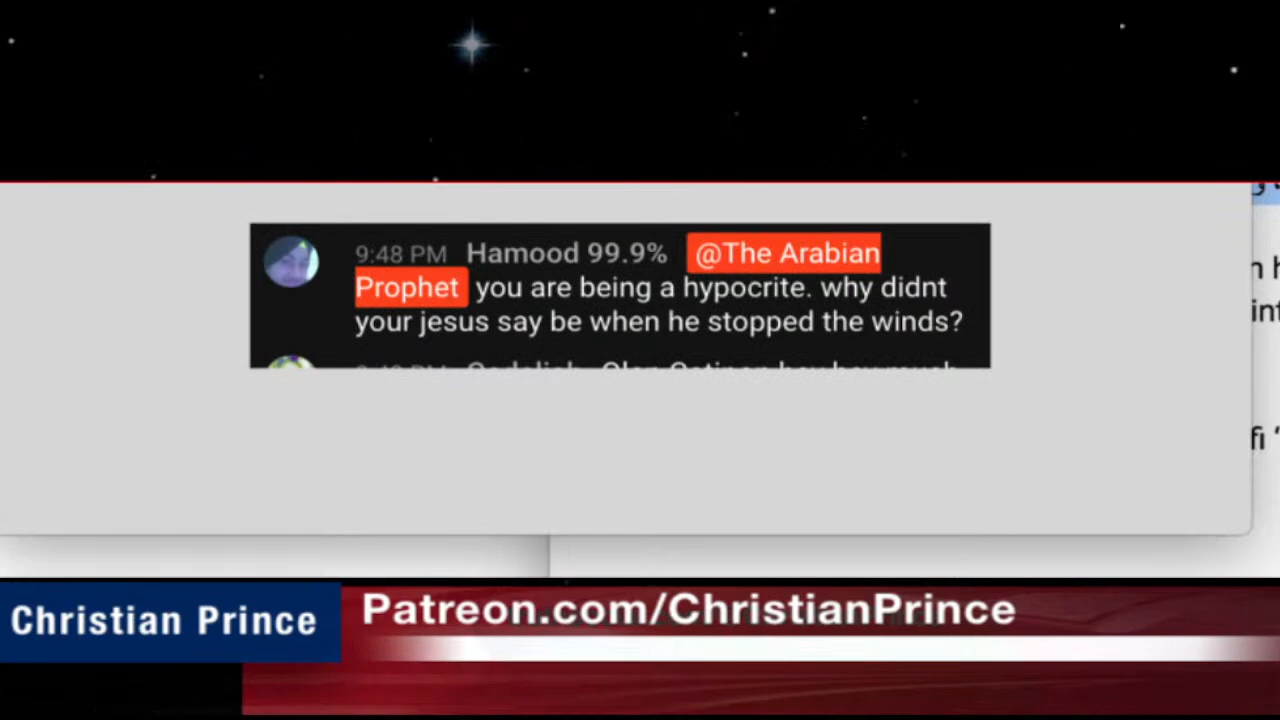 9:48 PM Hamood 99.9% @The Arabian
Prophet you are being a hypocrite. why didnt
your jesus say be when he stopped the winds?
Christian Prince
Patreon.com/ChristianPrince